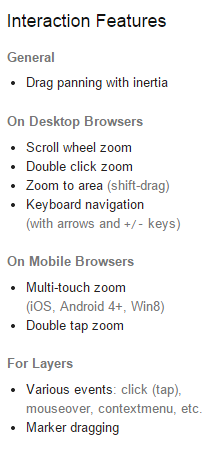 Interaction Features
General
• Drag panning with inertia
On Desktop Browsers
• Scroll wheel zoom
• Double click zoom
• Zoom to area (shift-drag)
• Keyboard navigation
(with arrows and +/- keys)
On Mobile Browsers
• Multi-touch zoom
(iOS, Android 4+, Win8)
• Double tap zoom
For Layers
• Various events: click (tap),
mouseover, contextmenu, etc.
• Marker dragging